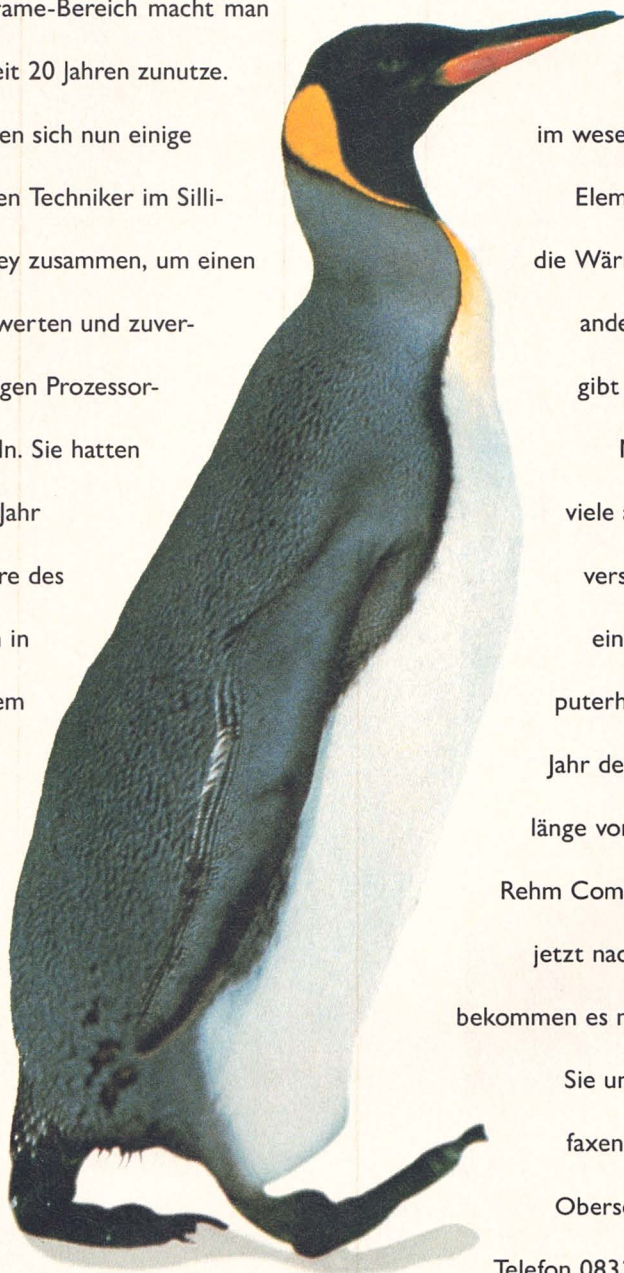 rame-Bereich macht man
eit 20 Jahren zunutze.
en sich nun einige
en Techniker im Silli-
ey zusammen, um einen
werten und zuver-
gen Prozessor-
ln. Sie hatten
Jahr
re des
in
em
im wese
Elem
die Wär
ande
gibt
viele
vers
ein
puterh
Jahr de
länge vo
Rehm Com
jetzt nac
bekommen es
Sie un
faxen
Oberse
Telefon 083